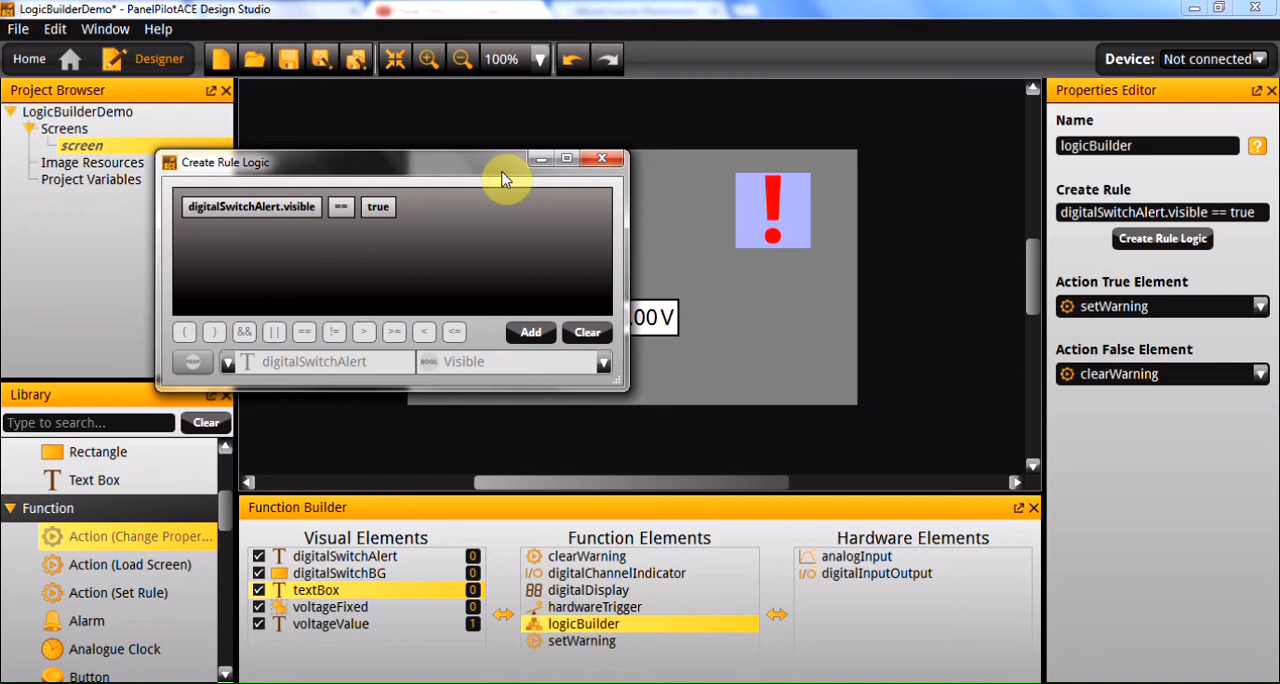 LogicBuilderDemo* - PanelPilotACE Design Studio
File Edit Window Help
Home Designer 100% Device: Not connected
Project Browser
LogicBuilderDemo
Screens
screen
Image Resources
Project Variables
Create Rule Logic
digitalSwitchAlert.visible == true
( ) && || == != > >= < <= Add Clear
PROP T digitalSwitchAlert BOOL Visible
!
.00V
Properties Editor
Name
logicBuilder ?
Create Rule
digitalSwitchAlert.visible == true
Create Rule Logic
Action True Element
setWarning
Action False Element
clearWarning
Library
Type to search... Clear
Rectangle
T Text Box
Function
Action (Change Proper...
Action (Load Screen)
Action (Set Rule)
Alarm
Analogue Clock
Button
Function Builder
Visual Elements
T digitalSwitchAlert 0
digitalSwitchBG 0
T textBox 0
voltageFixed 0
T voltageValue 1
Function Elements
clearWarning
I/O digitalChannelIndicator
digitalDisplay
hardwareTrigger
logicBuilder
setWarning
Hardware Elements
analogInput
I/O digitalInputOutput